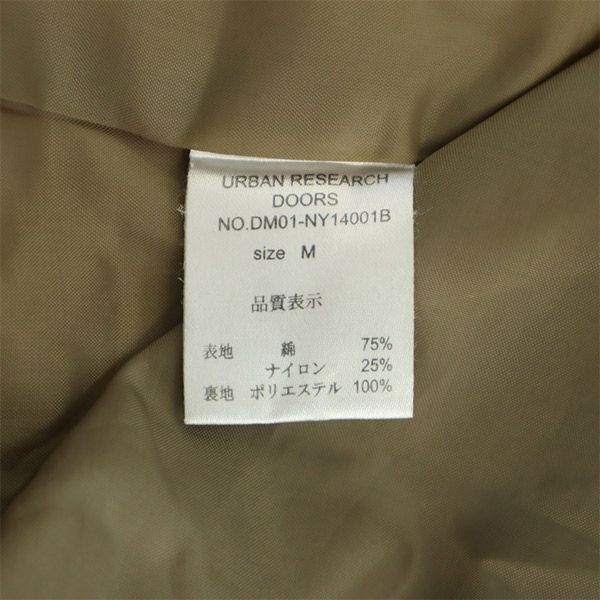 URBAN RESEARCH
DOORS
NO.DM01-NY14001B
size M
品質表示
表地 綿 75%
ナイロン 25%
裏地 ポリエステル 100%